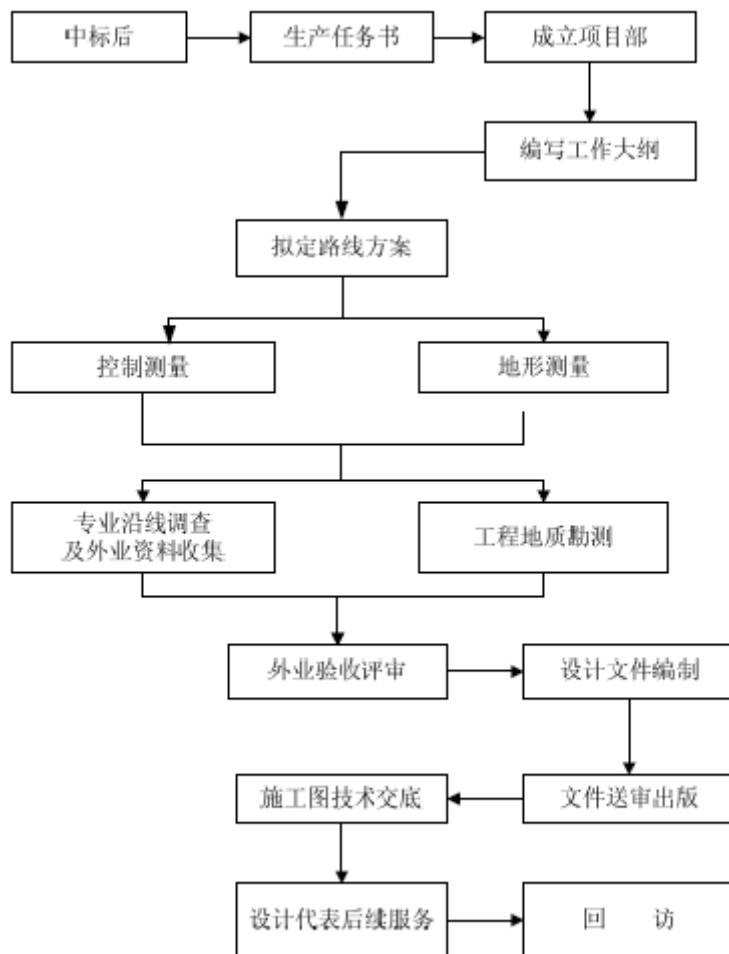 中标后
生产任务书
成立项目部
编写工作大纲
拟定路线方案
控制测量
地形测量
专业沿线调查
及外业资料收集
工程地质勘测
外业验收评审
设计文件编制
施工图技术交底
文件送审出版
设计代表后续服务
回 访